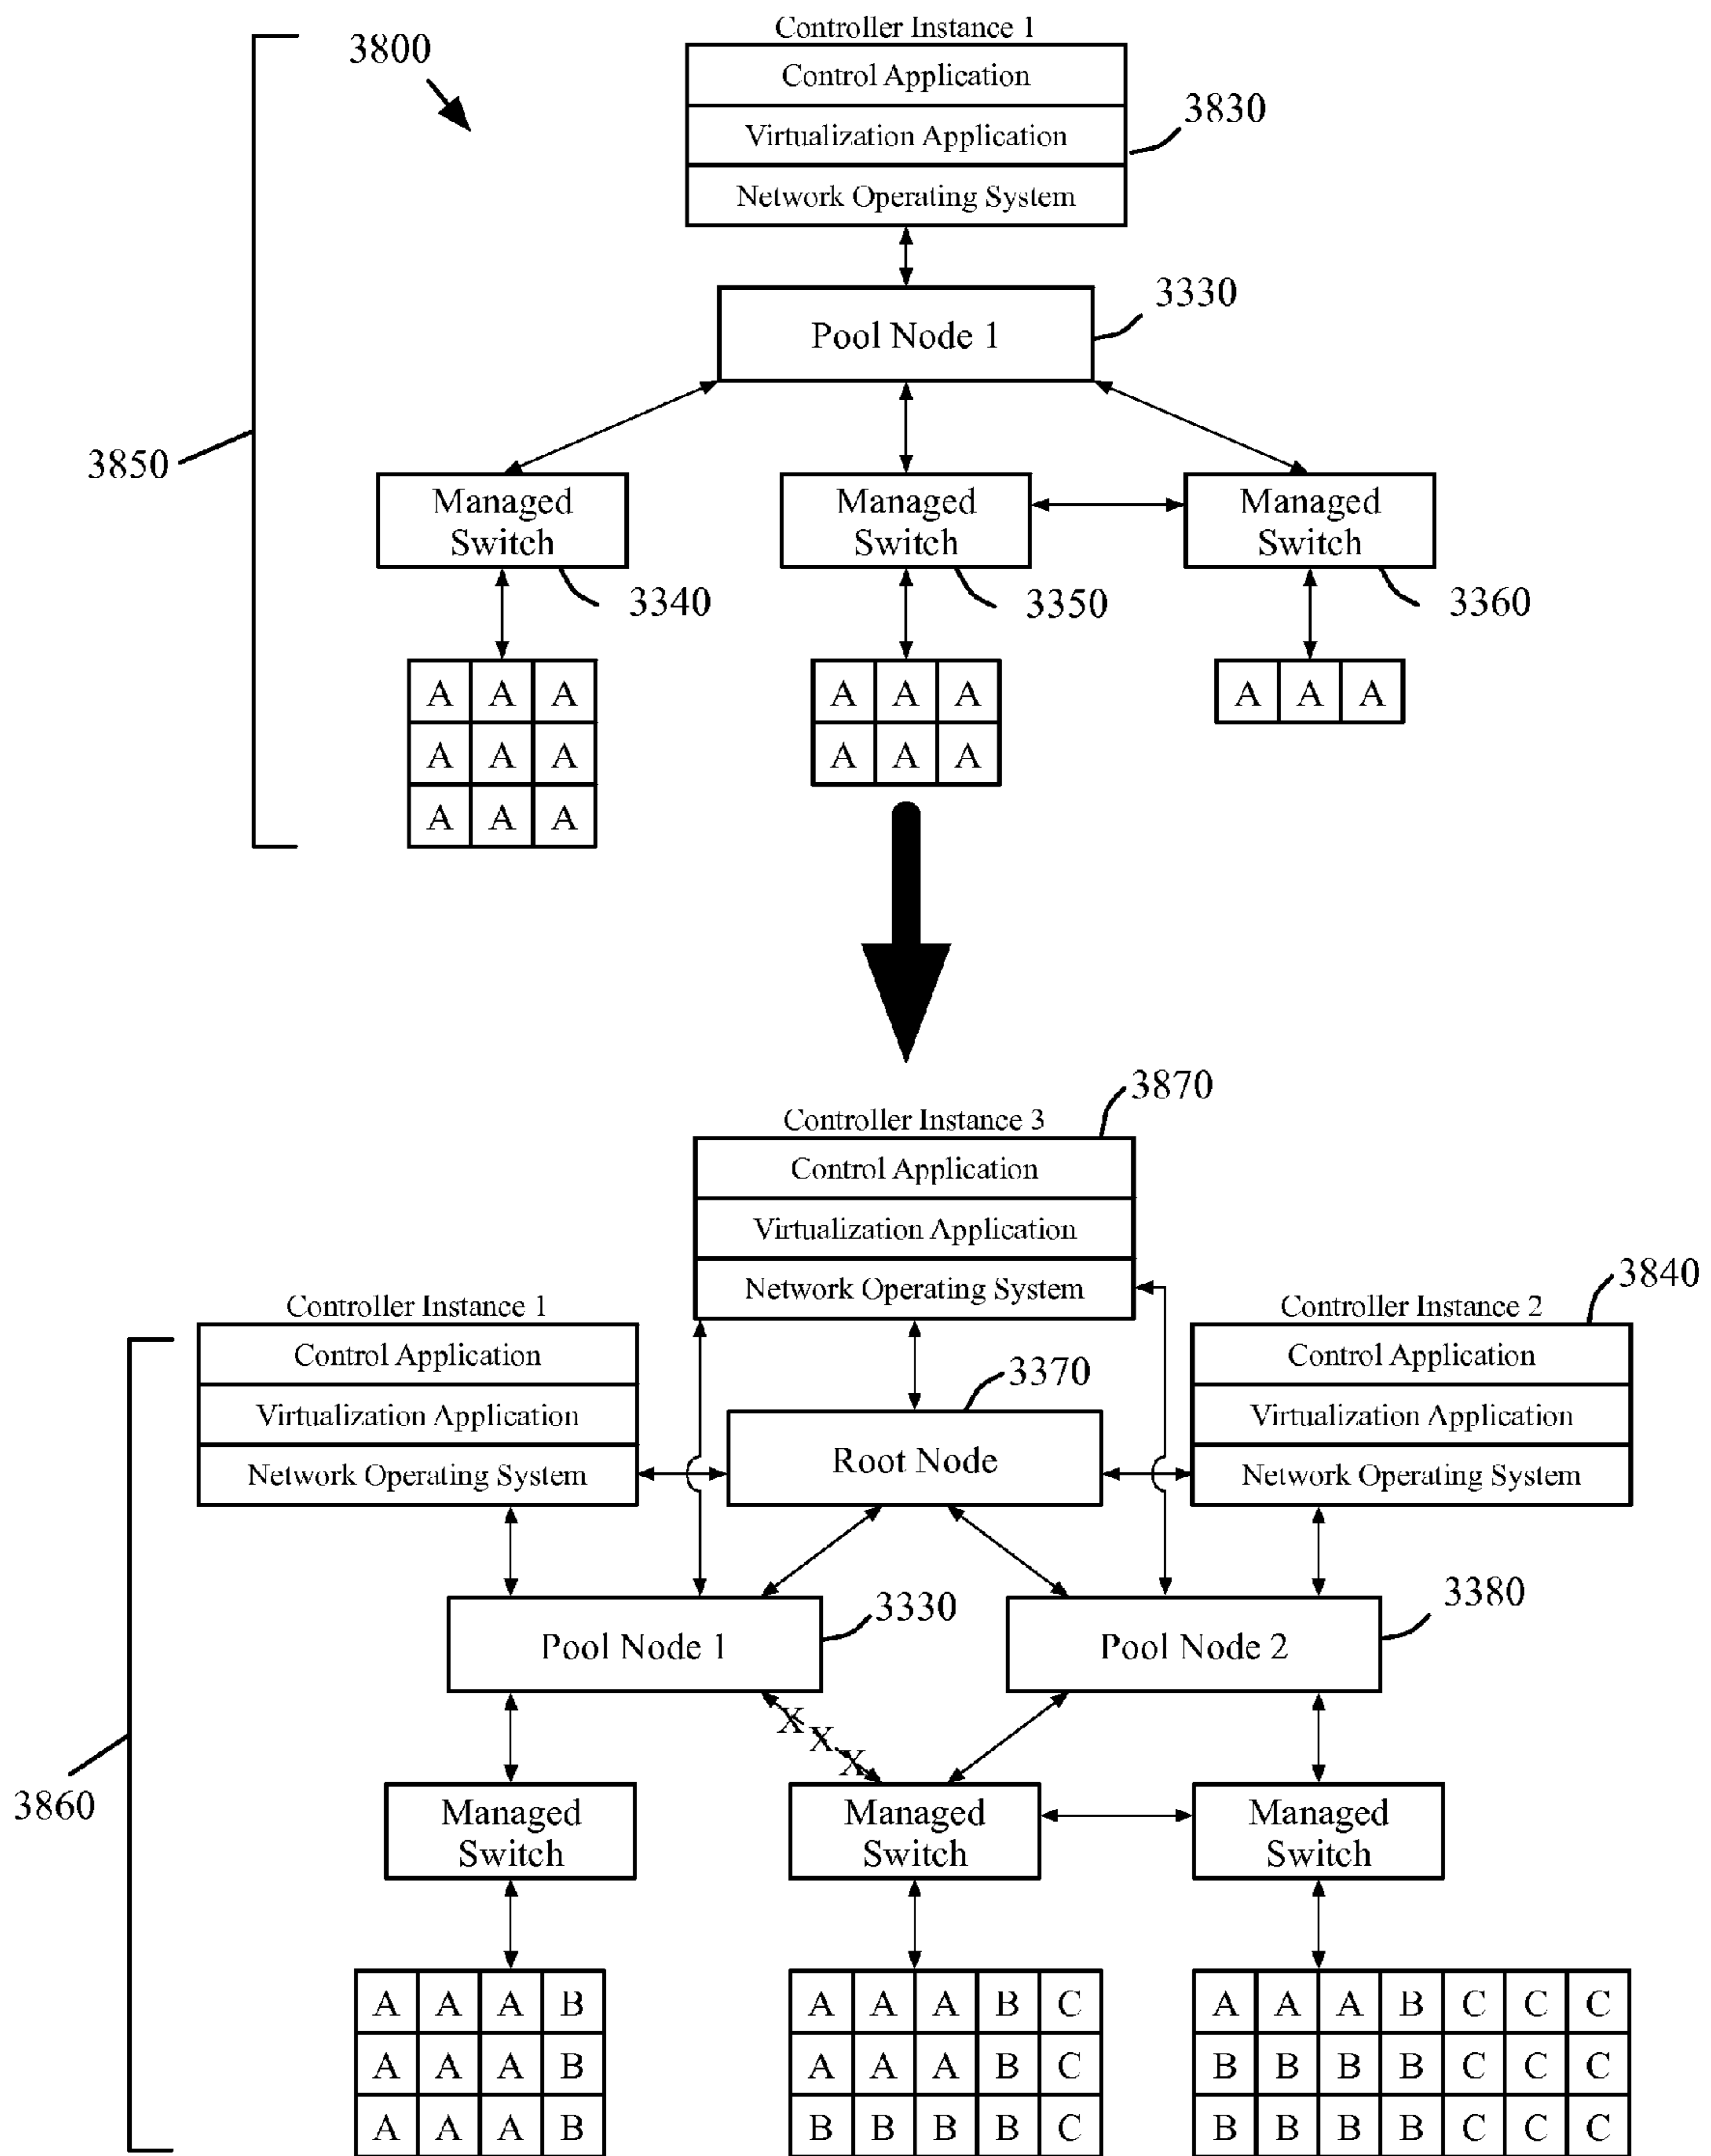 Controller Instance 1
3800
Control Application
3830
Virtualization Application
Network Operating System
3330
Pool Node 1
3850
Managed Switch
Managed Switch
Managed Switch
3340
3350
3360
A A A
A A A
A A A
A A A
A A A
A A A
3870
Controller Instance 3
Control Application
Virtualization Application
Network Operating System
3840
Controller Instance 1
Control Application
Virtualization Application
Network Operating System
3370
Root Node
Controller Instance 2
Control Application
Virtualization Application
Network Operating System
3330
Pool Node 1
3380
Pool Node 2
X
X
X
3860
Managed Switch
Managed Switch
Managed Switch
A A A B
A A A B
A A A B
A A A B C
A A A B C
B B B B C
A A A B C C C
B B B B C C C
B B B B C C C